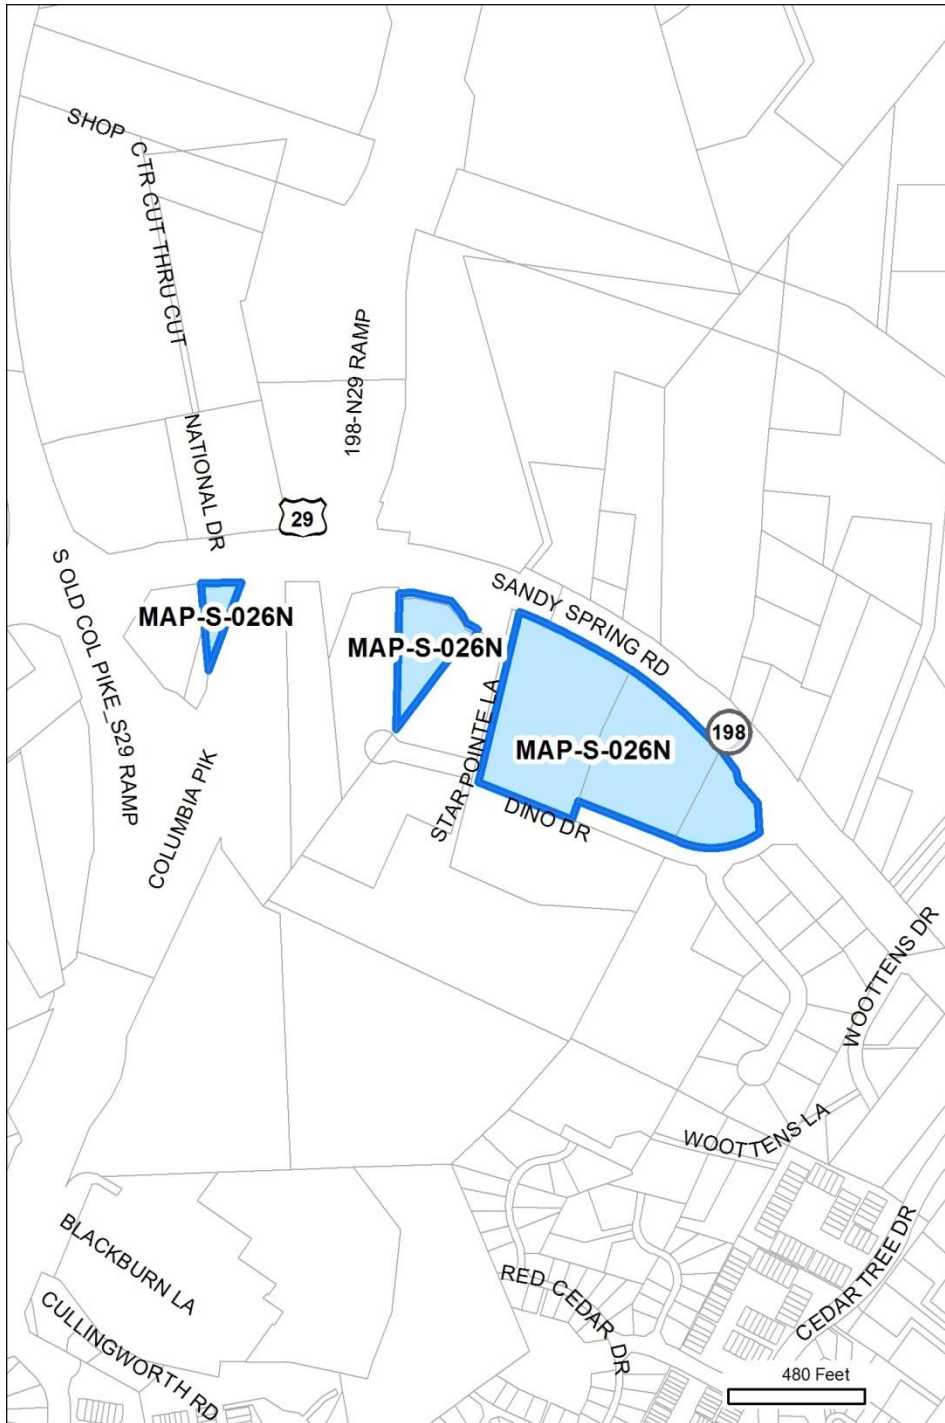 SHOP CTR CUT THRU CUT
198-N29 RAMP
NATIONAL DR
29
S OLD COL PIKE_S29 RAMP
SANDY SPRING RD
MAP-S-026N
MAP-S-026N
STAR POINTE LA
198
MAP-S-026N
COLUMBIA PIK
DINO DR
WOOTTENS DR
WOOTTENS LA
BLACKBURN LA
CEDAR TREE DR
RED CEDAR DR
CULLINGWORTH RD
480 Feet